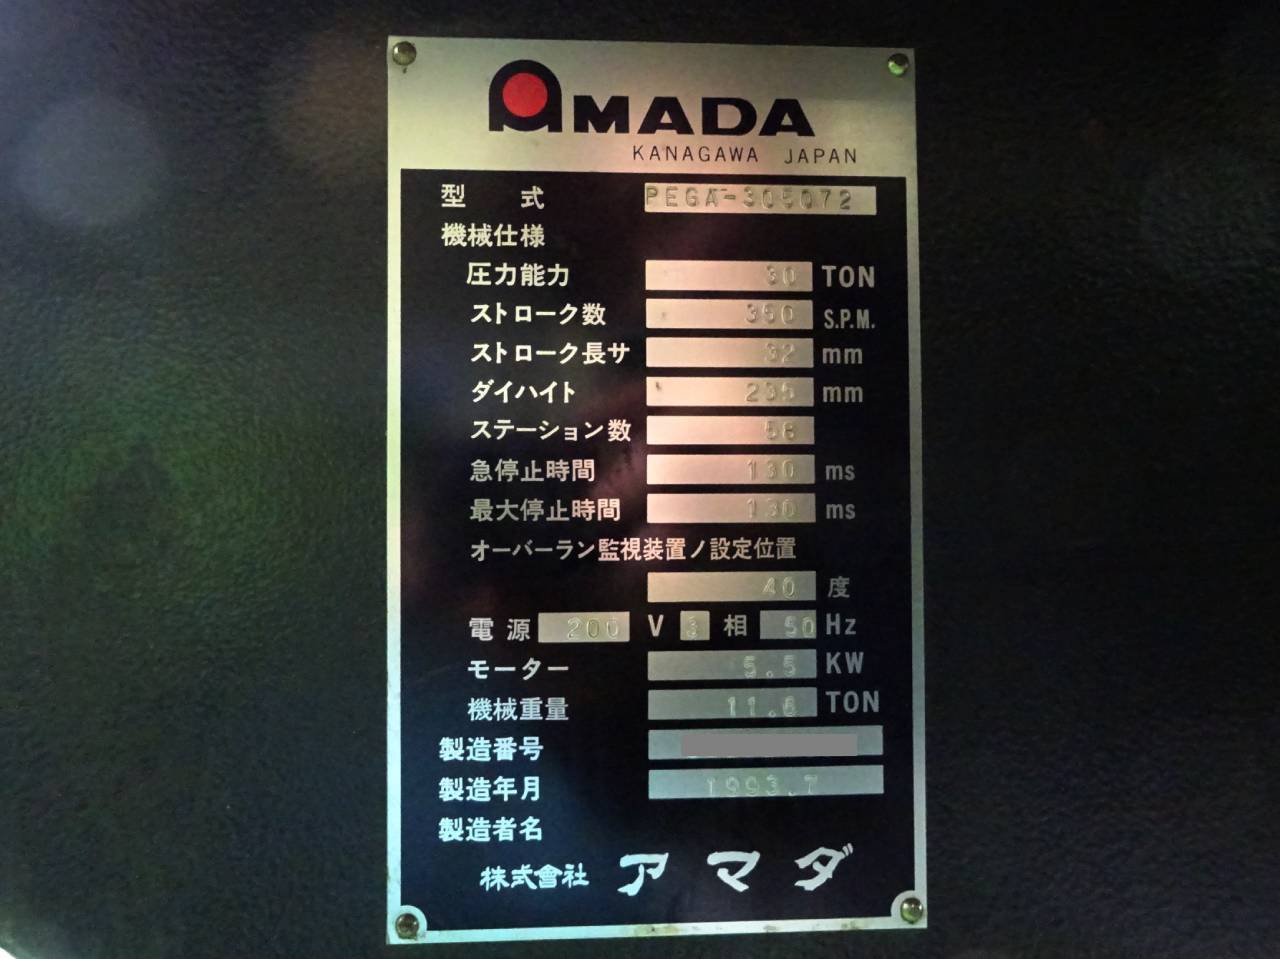 AMADA
KANAGAWA JAPAN
型式 PEGA-305072
機械仕様
圧力能力 30 TON
ストローク数 350 S.P.M.
ストローク長サ 32 mm
ダイハイト 235 mm
ステーション数 58
急停止時間 130 ms
最大停止時間 130 ms
オーバーラン監視装置ノ設定位置
40 度
電源 200 V 3 相 50 Hz
モーター 5.5 KW
機械重量 11.6 TON
製造番号
製造年月 1993.7
製造者名
株式會社 アマダ